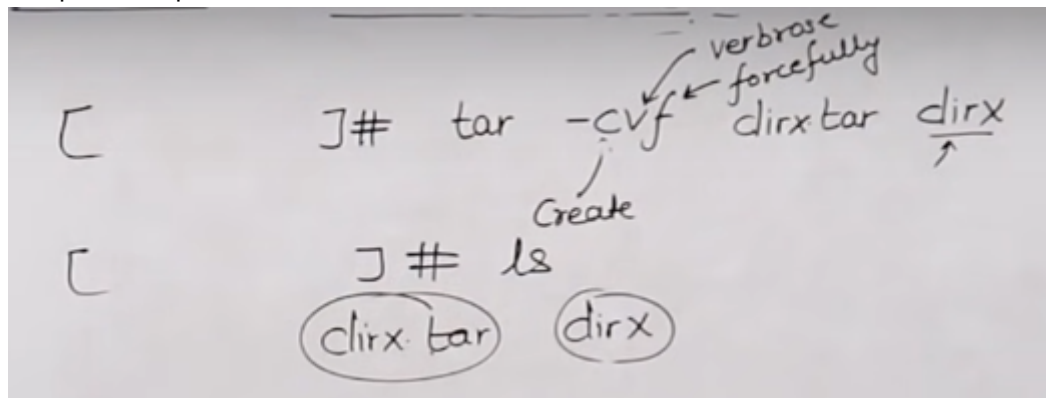 verbrose
forcefully
[ ]# tar -cvf dirx.tar dirx
Create
[ ]# ls
dirx.tar dirx